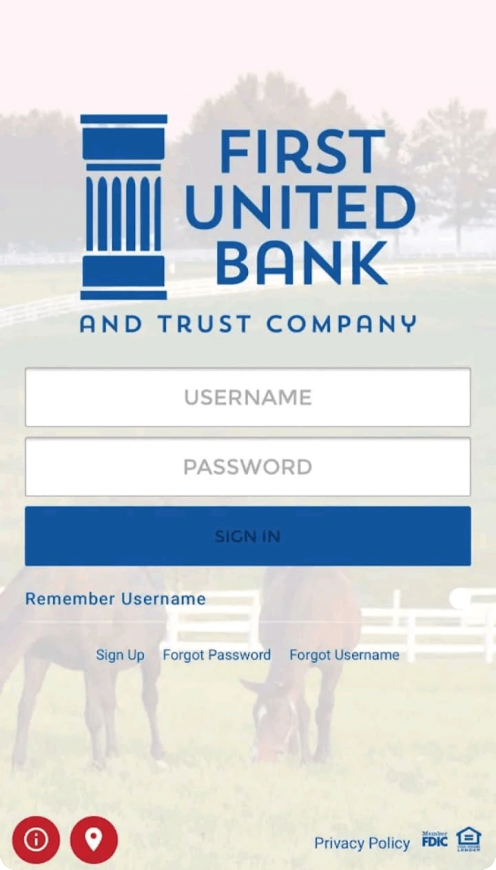 FIRST
UNITED
BANK
AND TRUST COMPANY
USERNAME
PASSWORD
SIGN IN
Remember Username
Sign Up Forgot Password Forgot Username
Privacy Policy Member FDIC